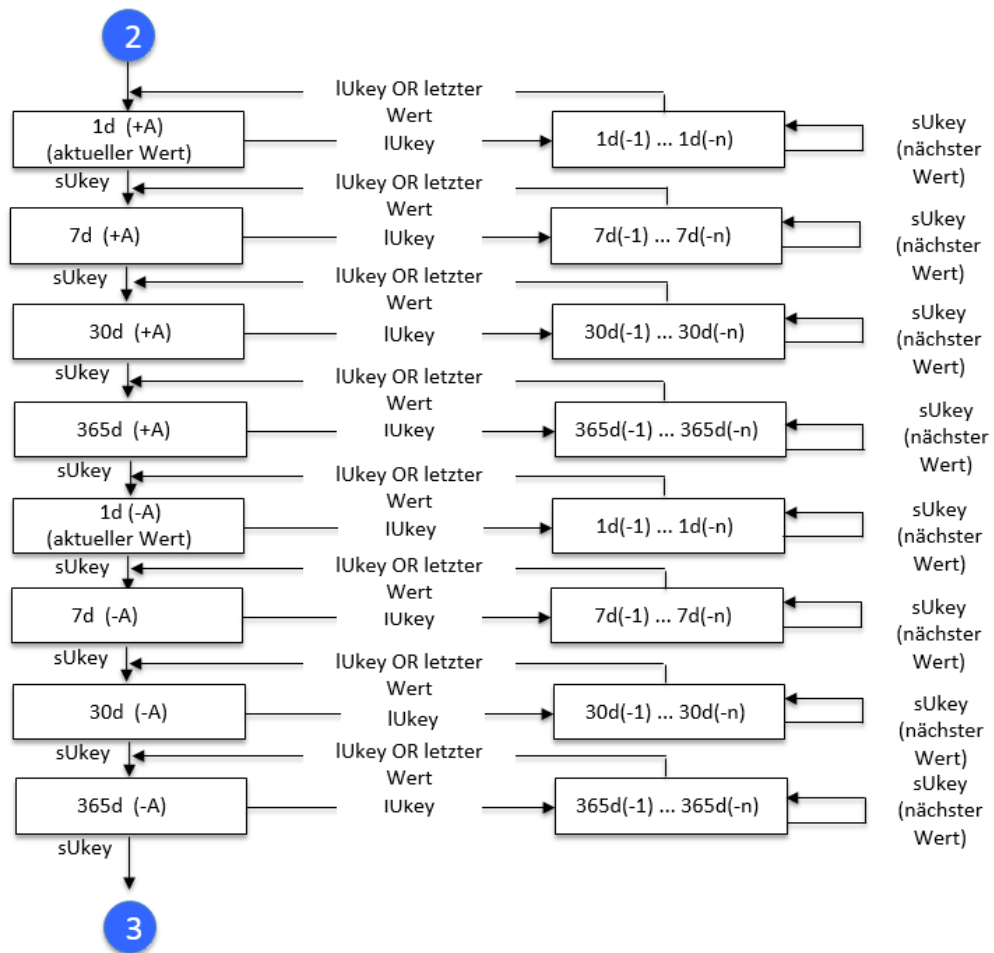 2
lUkey OR letzter
Wert
1d (+A)
(aktueller Wert)
lUkey
1d(-1) ... 1d(-n)
sUkey
(nächster
Wert)
sUkey
lUkey OR letzter
Wert
7d (+A)
lUkey
7d(-1) ... 7d(-n)
sUkey
(nächster
Wert)
sUkey
lUkey OR letzter
Wert
30d (+A)
lUkey
30d(-1) ... 30d(-n)
sUkey
(nächster
Wert)
sUkey
lUkey OR letzter
Wert
365d (+A)
lUkey
365d(-1) ... 365d(-n)
sUkey
(nächster
Wert)
sUkey
lUkey OR letzter
Wert
1d (-A)
(aktueller Wert)
lUkey
1d(-1) ... 1d(-n)
sUkey
(nächster
Wert)
sUkey
lUkey OR letzter
Wert
7d (-A)
lUkey
7d(-1) ... 7d(-n)
sUkey
(nächster
Wert)
sUkey
lUkey OR letzter
Wert
30d (-A)
lUkey
30d(-1) ... 30d(-n)
sUkey
(nächster
Wert)
sUkey
lUkey OR letzter
Wert
365d (-A)
lUkey
365d(-1) ... 365d(-n)
sUkey
(nächster
Wert)
sUkey
3